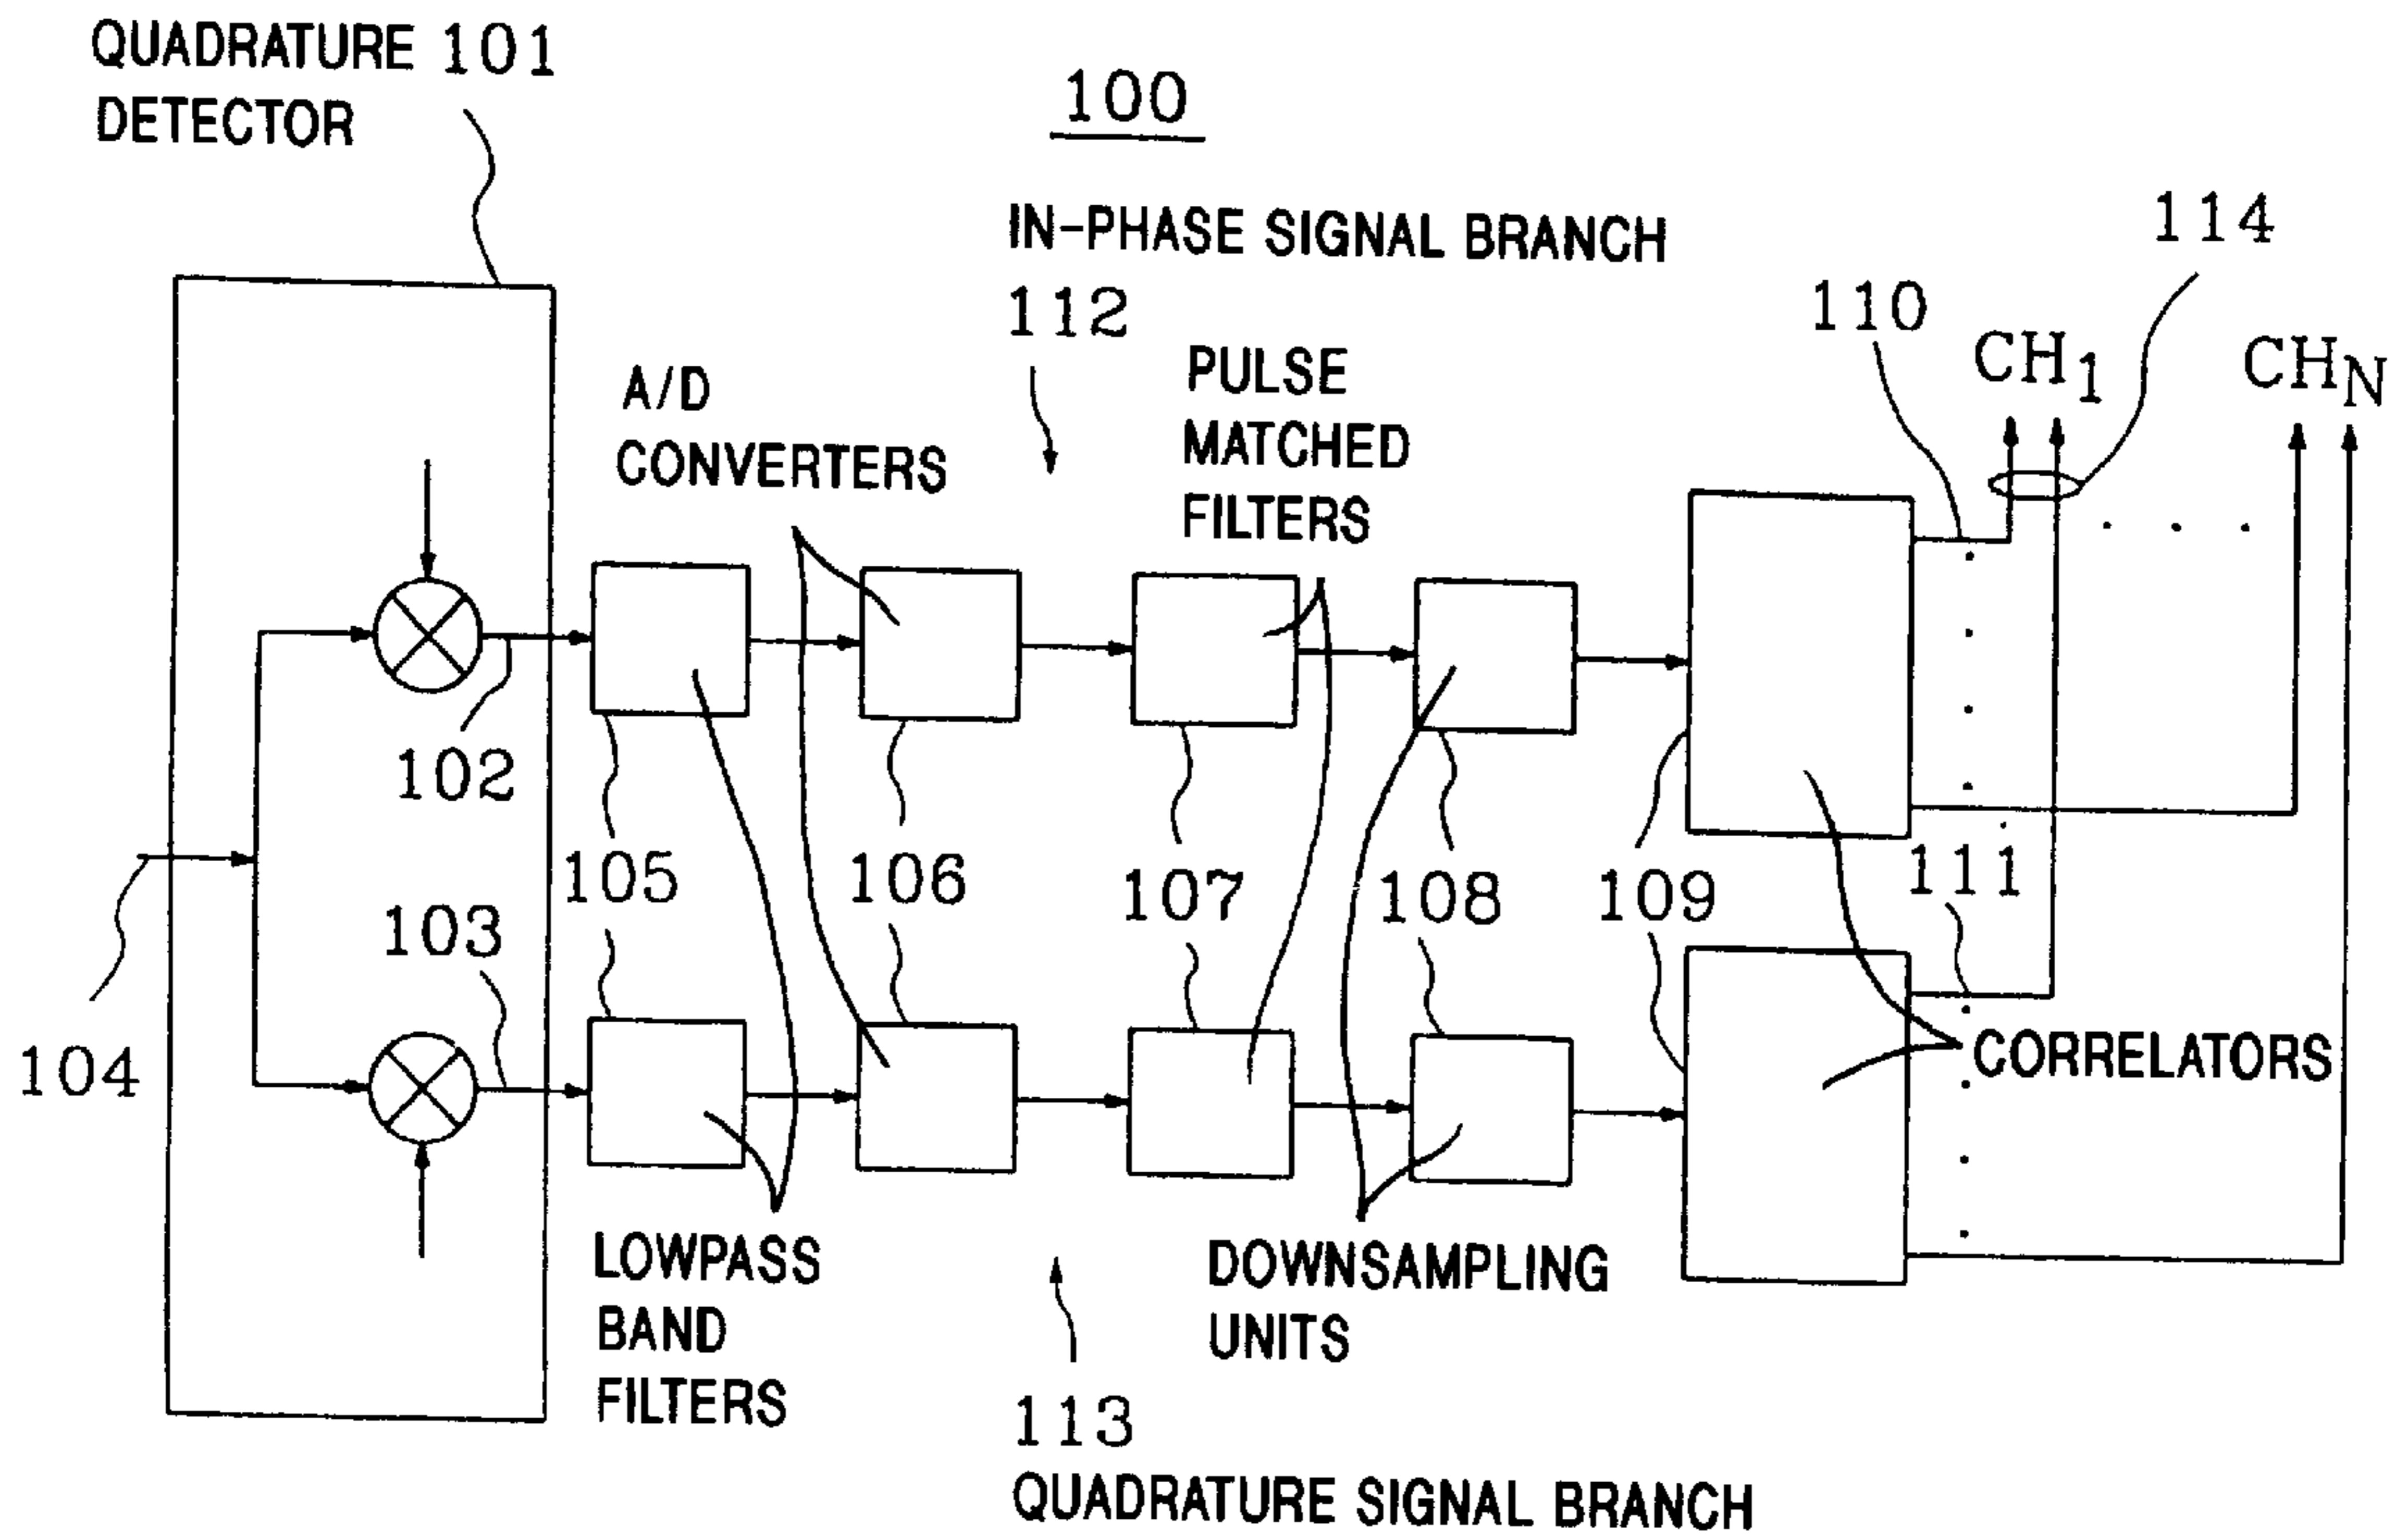 QUADRATURE 101
DETECTOR
100
IN-PHASE SIGNAL BRANCH
112
114
110
CH1
CHN
A/D
CONVERTERS
PULSE
MATCHED
FILTERS
102
105
106
107
108
109
111
103
104
CORRELATORS
LOWPASS
BAND
FILTERS
DOWNSAMPLING
UNITS
113
QUADRATURE SIGNAL BRANCH